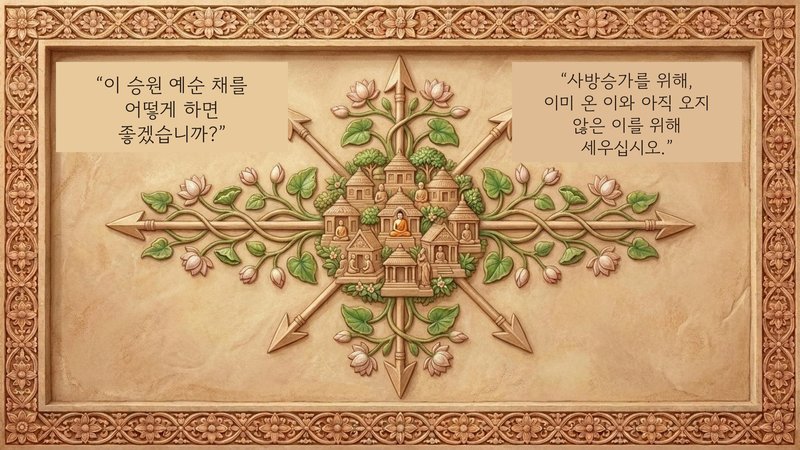 “이 승원 예순 채를
어떻게 하면
좋겠습니까?”
“사방승가를 위해,
이미 온 이와 아직 오지
않은 이를 위해
세우십시오.”